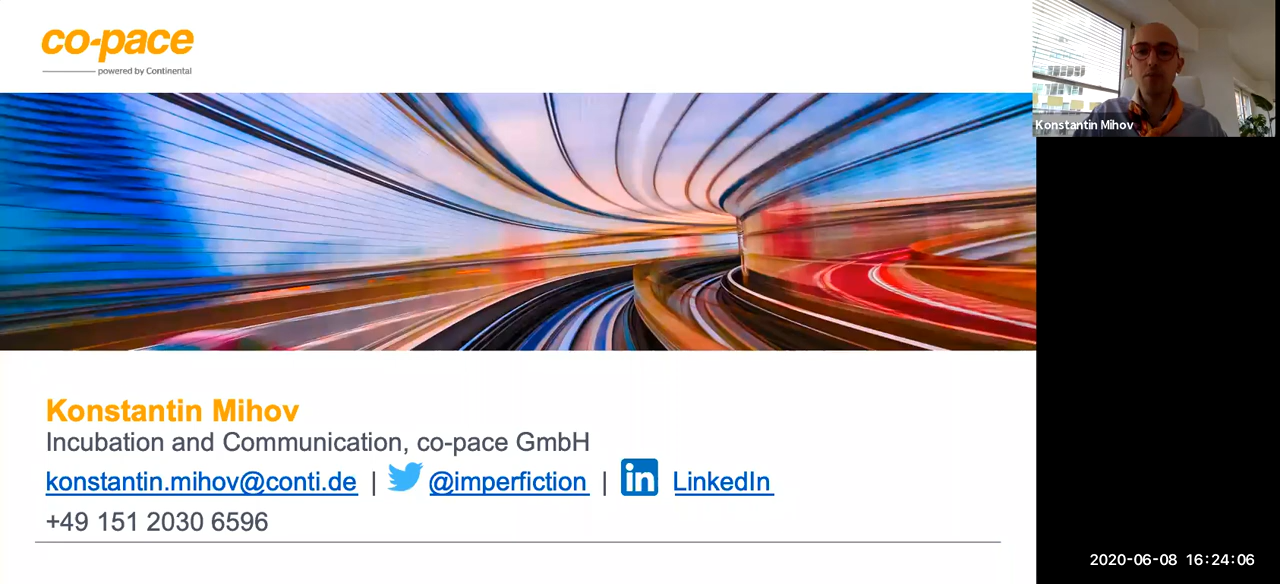 co-pace
powered by Continental
Konstantin Mihov
Konstantin Mihov
Incubation and Communication, co-pace GmbH
konstantin.mihov@conti.de | @imperfiction | in LinkedIn
+49 151 2030 6596
2020-06-08 16:24:06